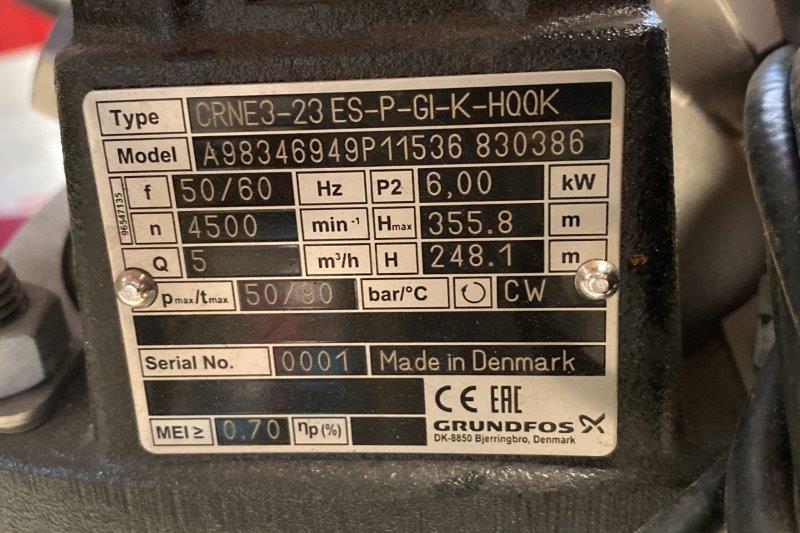 Type CRNE3-23 ES-P-GI-K-HQQK
Model A98346949P11536 830386
96547135
f 50/60 Hz P2 6,00 kW
n 4500 min⁻¹ Hmax 355.8 m
Q 5 m³/h H 248.1 m
pmax/tmax 50/90 bar/°C CW
Serial No. 0001 Made in Denmark
CE EAC
GRUNDFOS
DK-8850 Bjerringbro, Denmark
MEI ≥ 0.70 ηp(%)